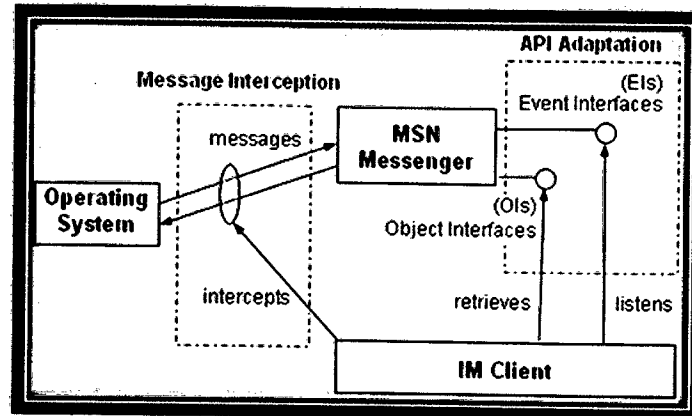 API Adaptation
Message Interception
(EIs)
Event Interfaces
messages
MSN
Messenger
Operating
System
(OIs)
Object Interfaces
intercepts
retrieves
listens
IM Client